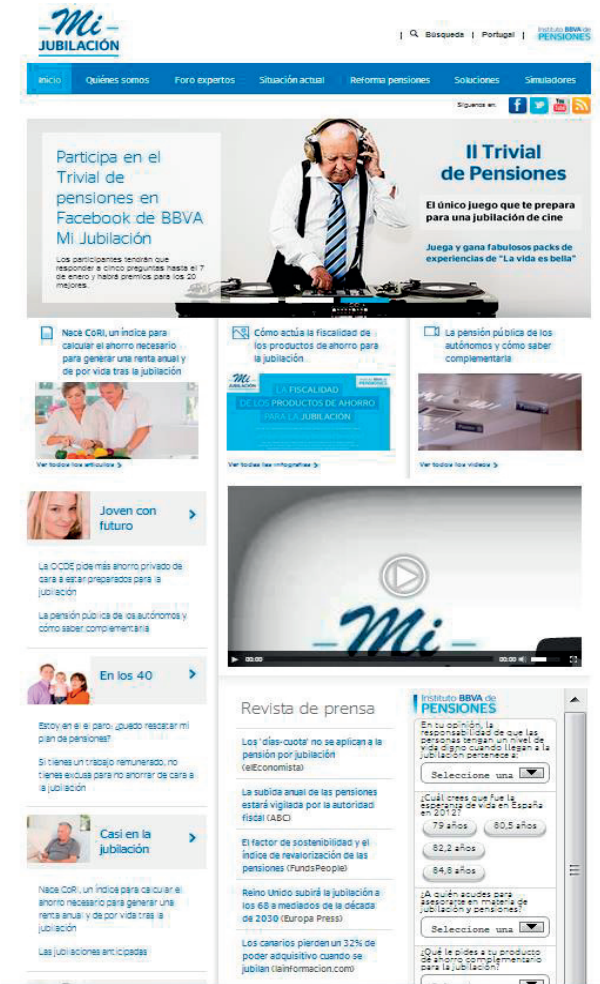 Mi
JUBILACIÓN
Búsqueda | Portugal |
Instituto BBVA de
PENSIONES
Inicio Quiénes somos Foro expertos Situación actual Reforma pensiones Soluciones Simuladores
Síguenos en:
Participa en el
Trivial de
pensiones en
Facebook de BBVA
Mi Jubilación
Los participantes tendrán que
responder a cinco preguntas hasta el 7
de enero y habrá premios para los 20
mejores.
II Trivial
de Pensiones
El único juego que te prepara
para una jubilación de cine
Juega y gana fabulosos packs de
experiencias de "La vida es bella"
Nace CoRI, un índice para
calcular el ahorro necesario
para generar una renta anual y
de por vida tras la jubilación
Ver todos los artículos >
Cómo actúa la fiscalidad de
los productos de ahorro para
la jubilación
Mi
JUBILACIÓN
PENSIONES
LA FISCALIDAD
DE LOS PRODUCTOS DE AHORRO
PARA LA JUBILACIÓN
Ver todas las infografías >
La pensión pública de los
autónomos y cómo saber
complementarla
Ver todos los videos >
Joven con
futuro
La OCDE pide más ahorro privado de
cara a estar preparados para la
jubilación
La pensión pública de los autónomos y
cómo saber complementarla
En los 40
Estoy en el el paro: ¿puedo rescatar mi
plan de pensiones?
Si tienes un trabajo remunerado, no
tienes excusa para no ahorrar de cara a
la jubilación
Casi en la
jubilación
Nace CoRI, un índice para calcular el
ahorro necesario para generar una
renta anual y de por vida tras la
jubilación
Las jubilaciones anticipadas
Mi
00:00 00:00
Revista de prensa
Los 'días-cuota' no se aplican a la
pensión por jubilación
(elEconomista)
La subida anual de las pensiones
estará vigilada por la autoridad
fiscal (ABC)
El factor de sostenibilidad y el
índice de revalorización de las
pensiones (FundsPeople)
Reino Unido subirá la jubilación a
los 68 a mediados de la década
de 2030 (Europa Press)
Los canarios pierden un 32% de
poder adquisitivo cuando se
jubilan (lainformacion.com)
Instituto BBVA de
PENSIONES
En tu opinión, la
responsabilidad de que las
personas tengan un nivel de
vida digno cuando llegan a la
jubilación pertenece a:
Seleccione una
¿Cuál crees que fue la
esperanza de vida en España
en 2012?
79 años 80,5 años
82,2 años
84,8 años
¿A quién acudes para
asesorarte en materia de
jubilación y pensiones?
Seleccione una
¿Qué le pides a tu producto
de ahorro complementario
para la jubilación?